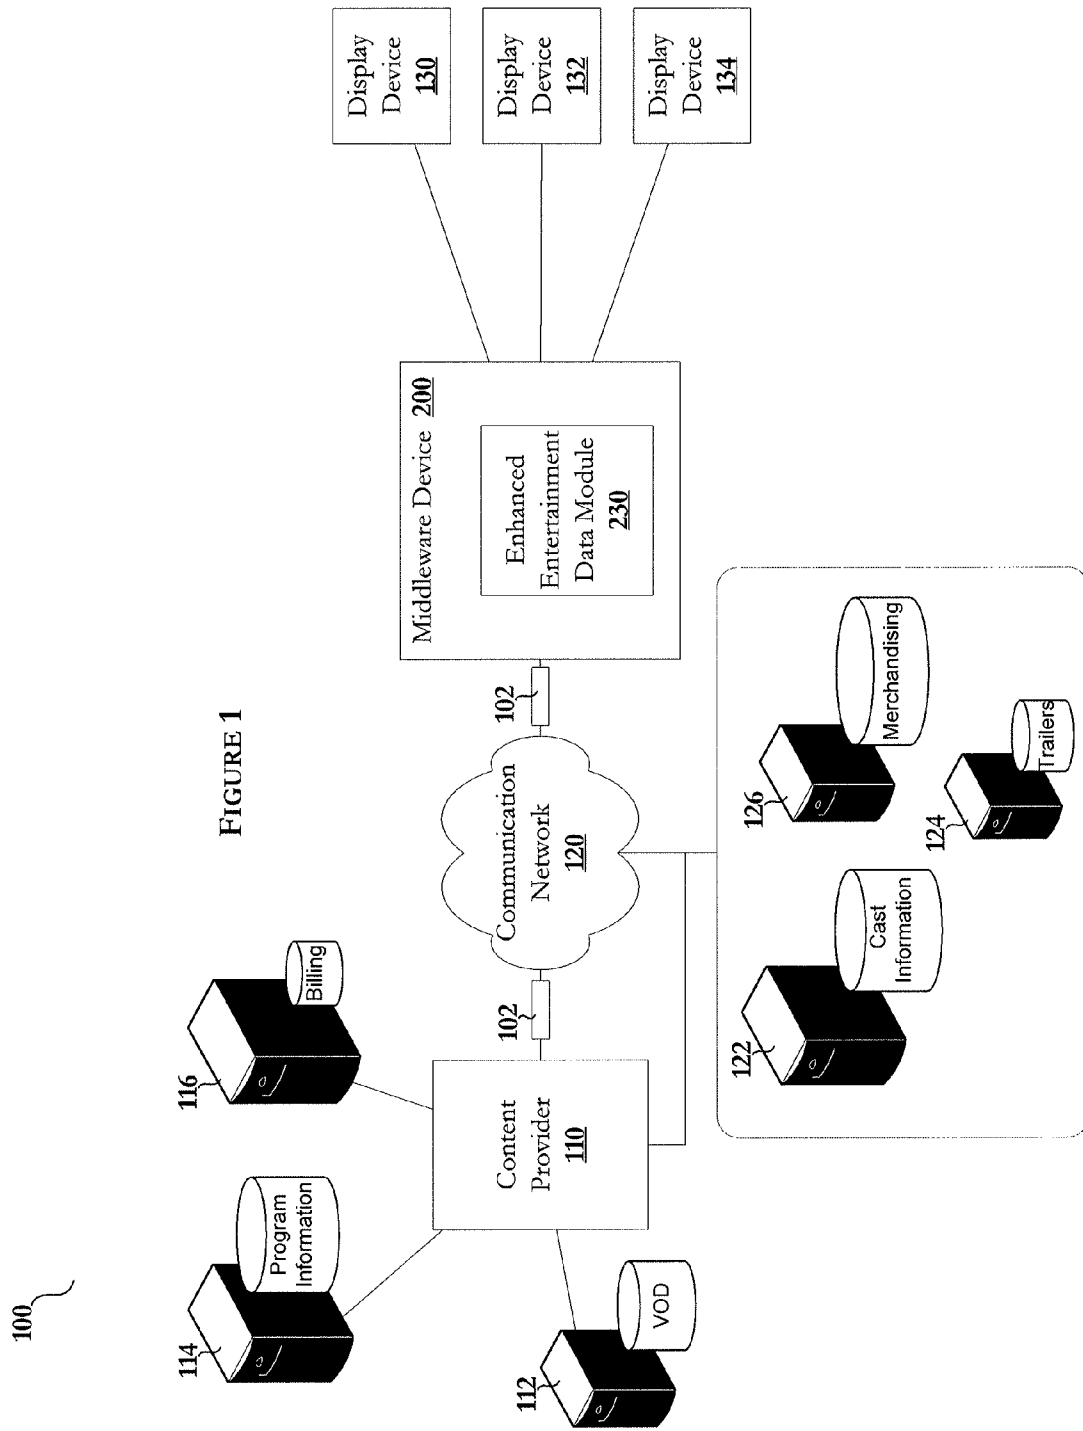 100
FIGURE 1
114
Program
Information
116
Billing
112
VOD
Content
Provider
110
102
Communication
Network
120
102
Middleware Device 200
Enhanced
Entertainment
Data Module
230
Display
Device
130
Display
Device
132
Display
Device
134
122
Cast
Information
126
Merchandising
124
Trailers